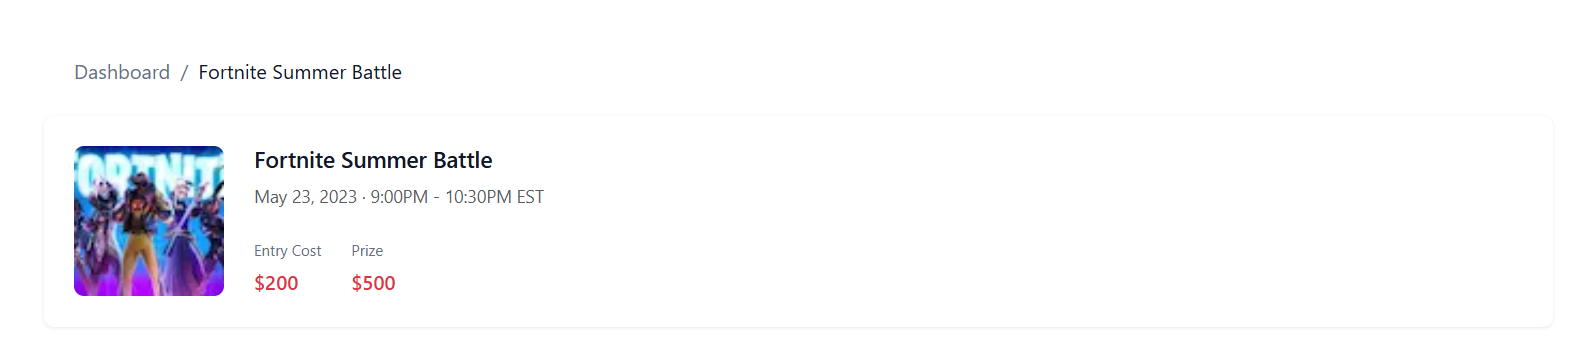 Dashboard / Fortnite Summer Battle
FORTNITE
Fortnite Summer Battle
May 23, 2023 · 9:00PM - 10:30PM EST
Entry Cost Prize
$200 $500